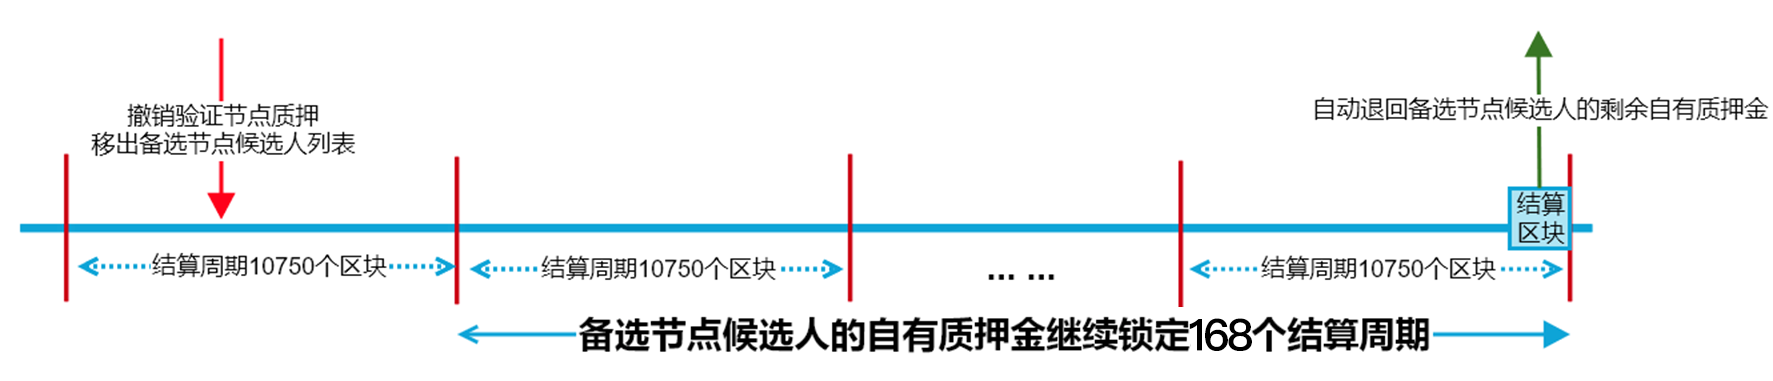 撤销验证节点质押
移出备选节点候选人列表
自动退回备选节点候选人的剩余自有质押金
结算
区块
结算周期10750个区块
结算周期10750个区块
... ...
结算周期10750个区块
备选节点候选人的自有质押金继续锁定168个结算周期